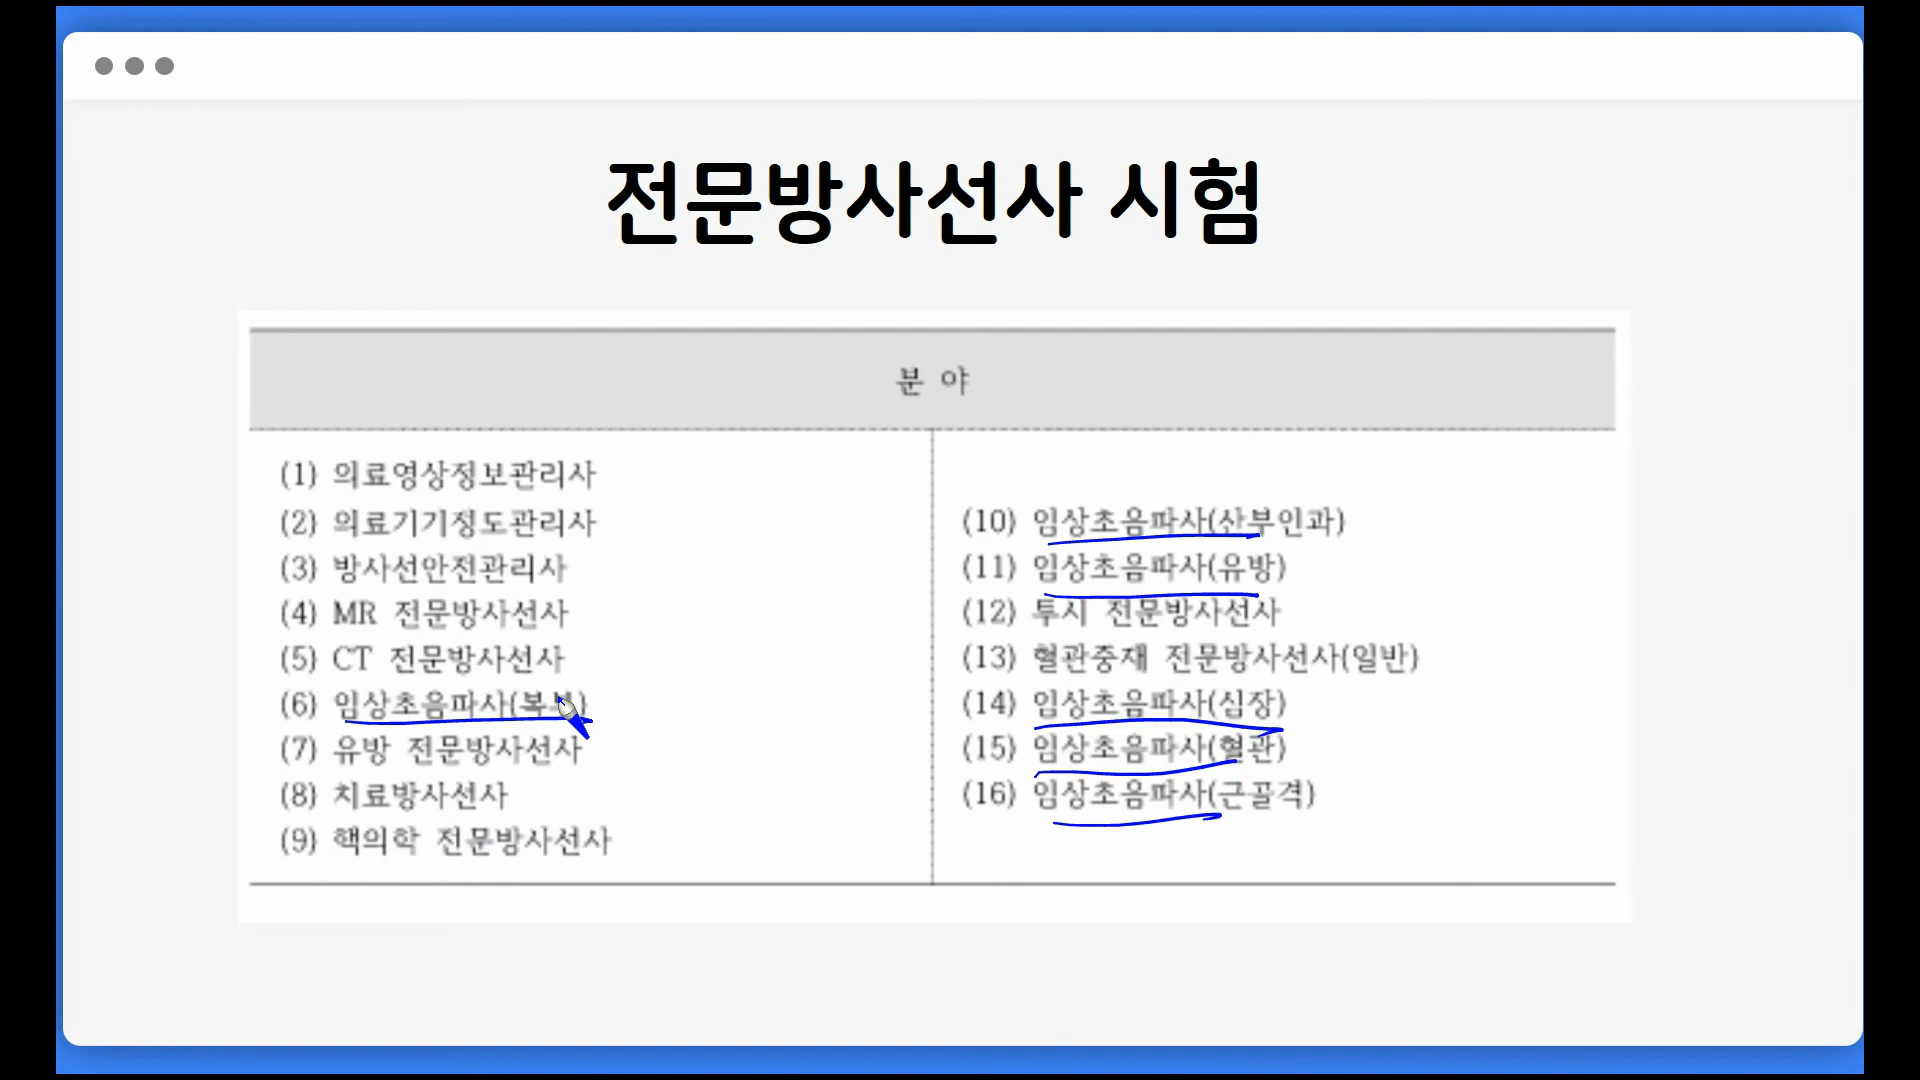 전문방사선사 시험
분 야
(1) 의료영상정보관리사
(2) 의료기기정도관리사
(3) 방사선안전관리사
(4) MR 전문방사선사
(5) CT 전문방사선사
(6) 임상초음파사(복부)
(7) 유방 전문방사선사
(8) 치료방사선사
(9) 핵의학 전문방사선사
(10) 임상초음파사(산부인과)
(11) 임상초음파사(유방)
(12) 투시 전문방사선사
(13) 혈관중재 전문방사선사(일반)
(14) 임상초음파사(심장)
(15) 임상초음파사(혈관)
(16) 임상초음파사(근골격)